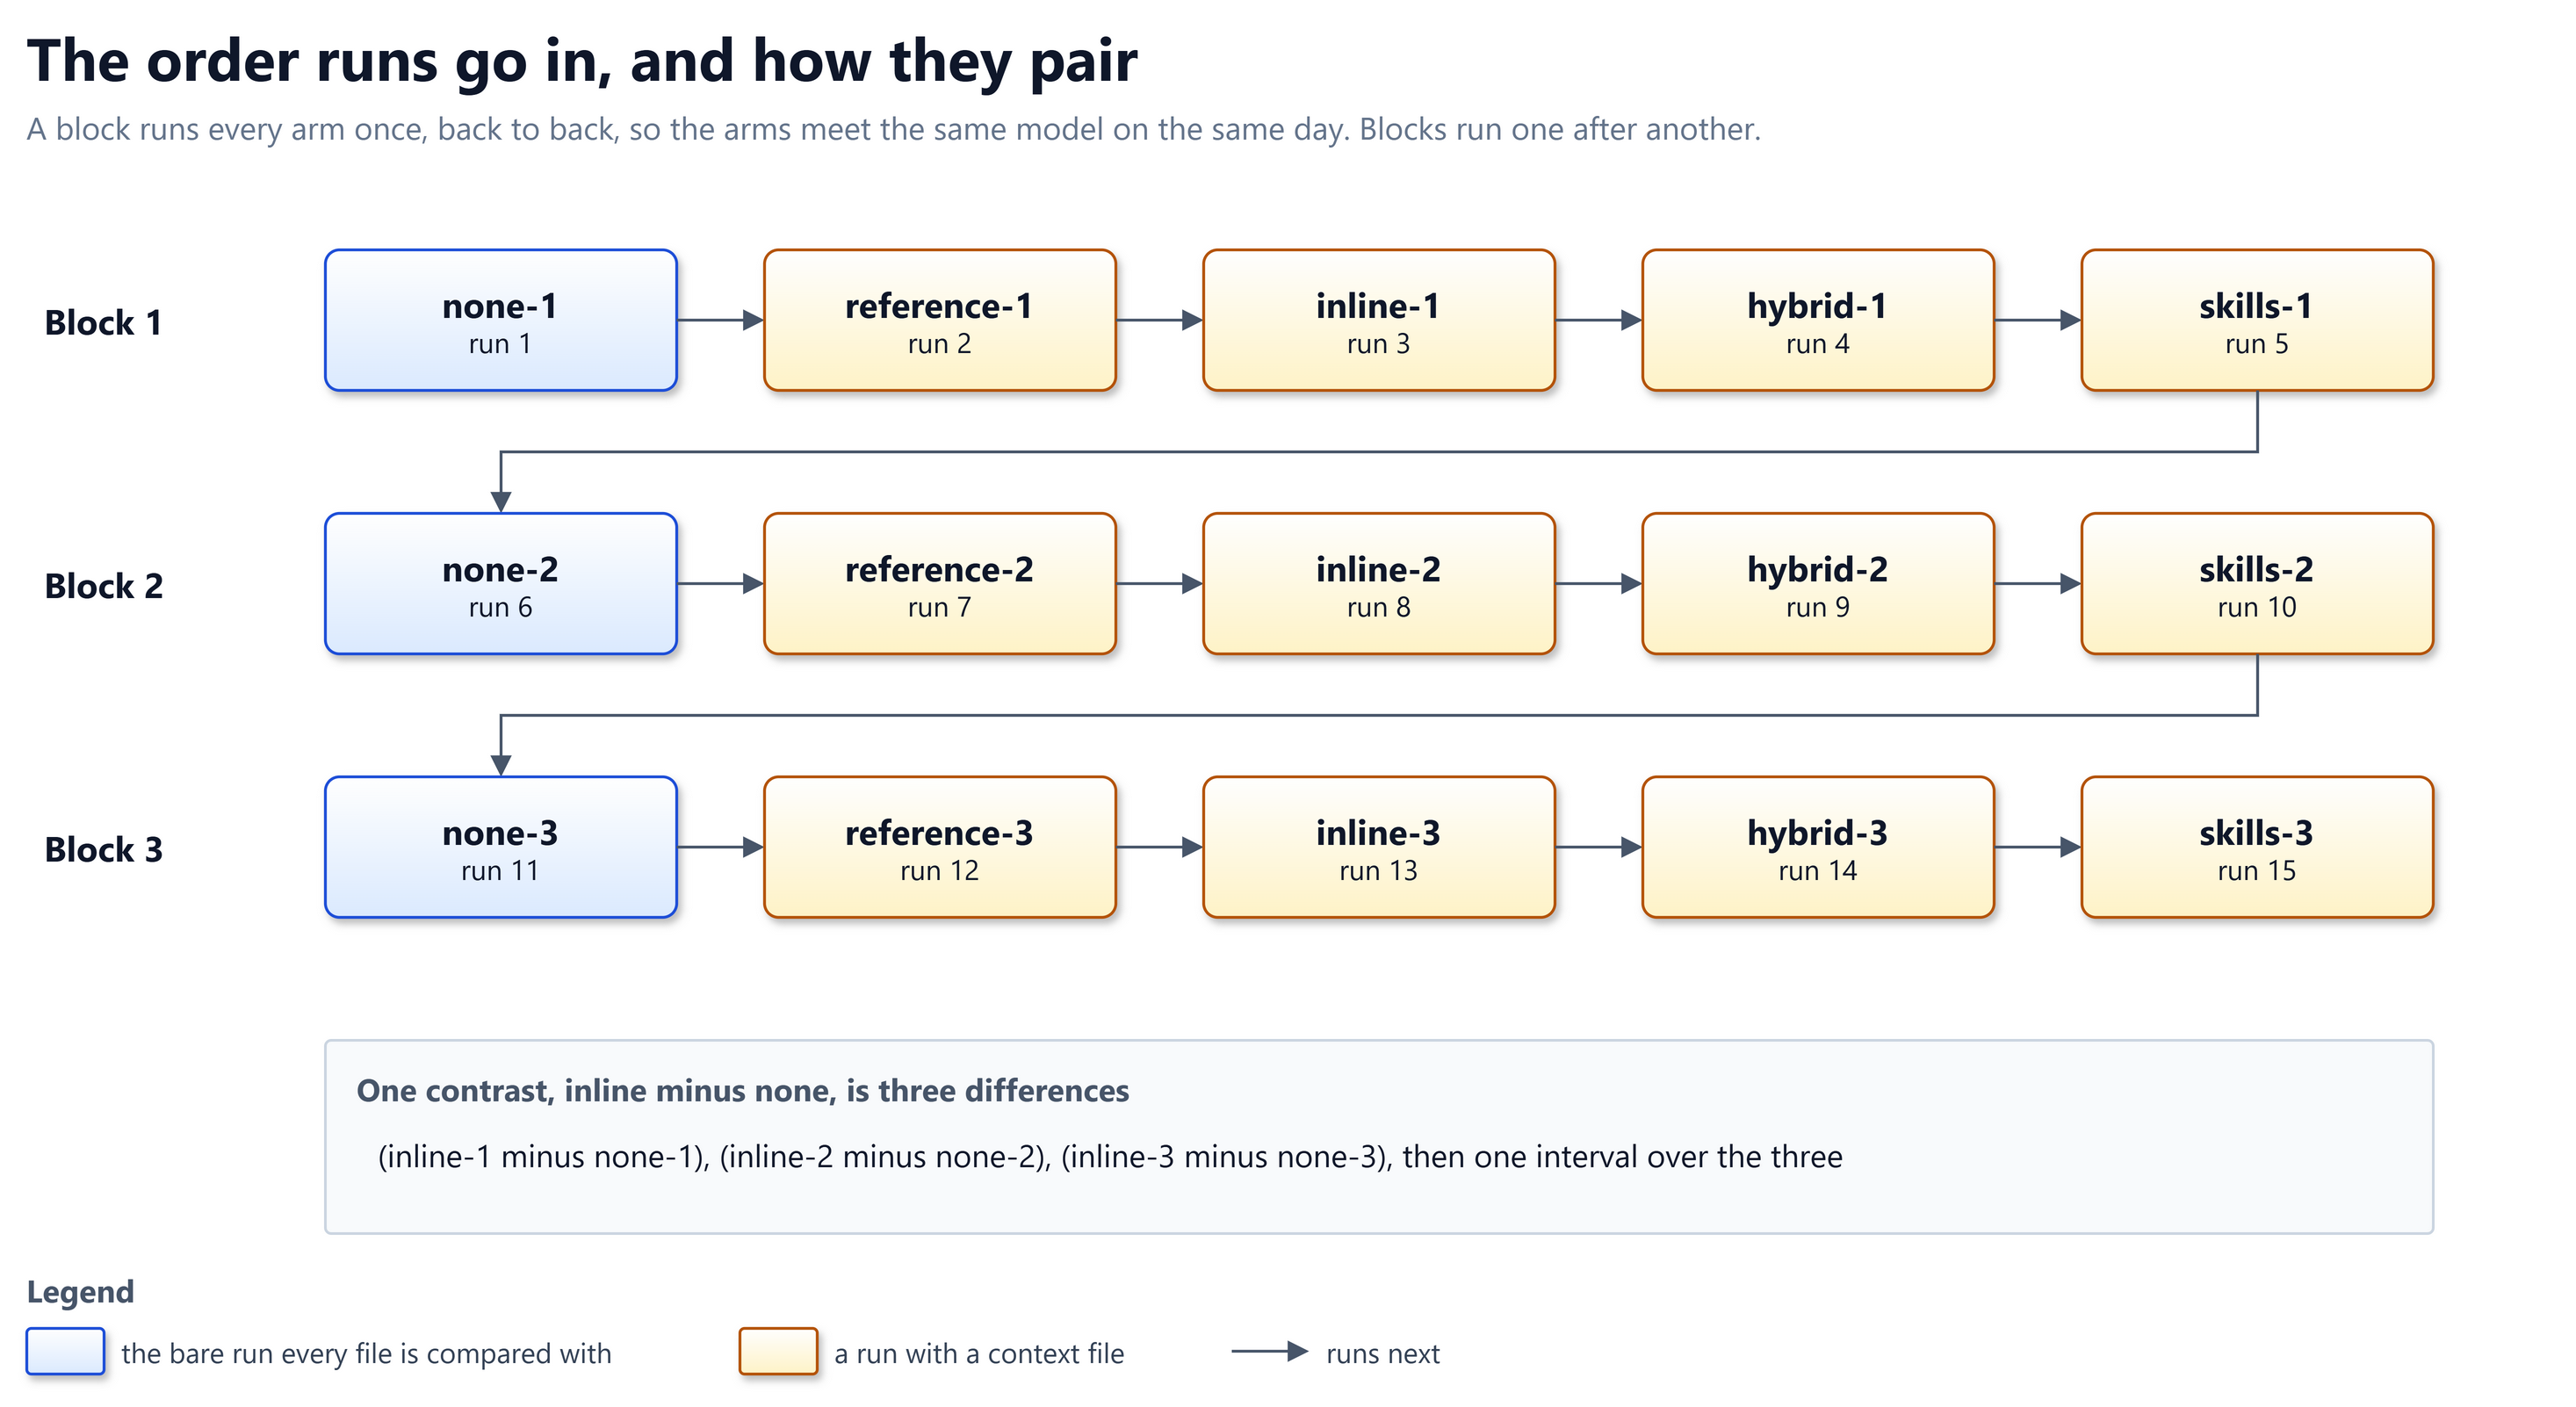 The order runs go in, and how they pair
A block runs every arm once, back to back, so the arms meet the same model on the same day. Blocks run one after another.
Block 1
none-1
run 1
reference-1
run 2
inline-1
run 3
hybrid-1
run 4
skills-1
run 5
Block 2
none-2
run 6
reference-2
run 7
inline-2
run 8
hybrid-2
run 9
skills-2
run 10
Block 3
none-3
run 11
reference-3
run 12
inline-3
run 13
hybrid-3
run 14
skills-3
run 15
One contrast, inline minus none, is three differences
(inline-1 minus none-1), (inline-2 minus none-2), (inline-3 minus none-3), then one interval over the three
Legend
the bare run every file is compared with
a run with a context file
runs next